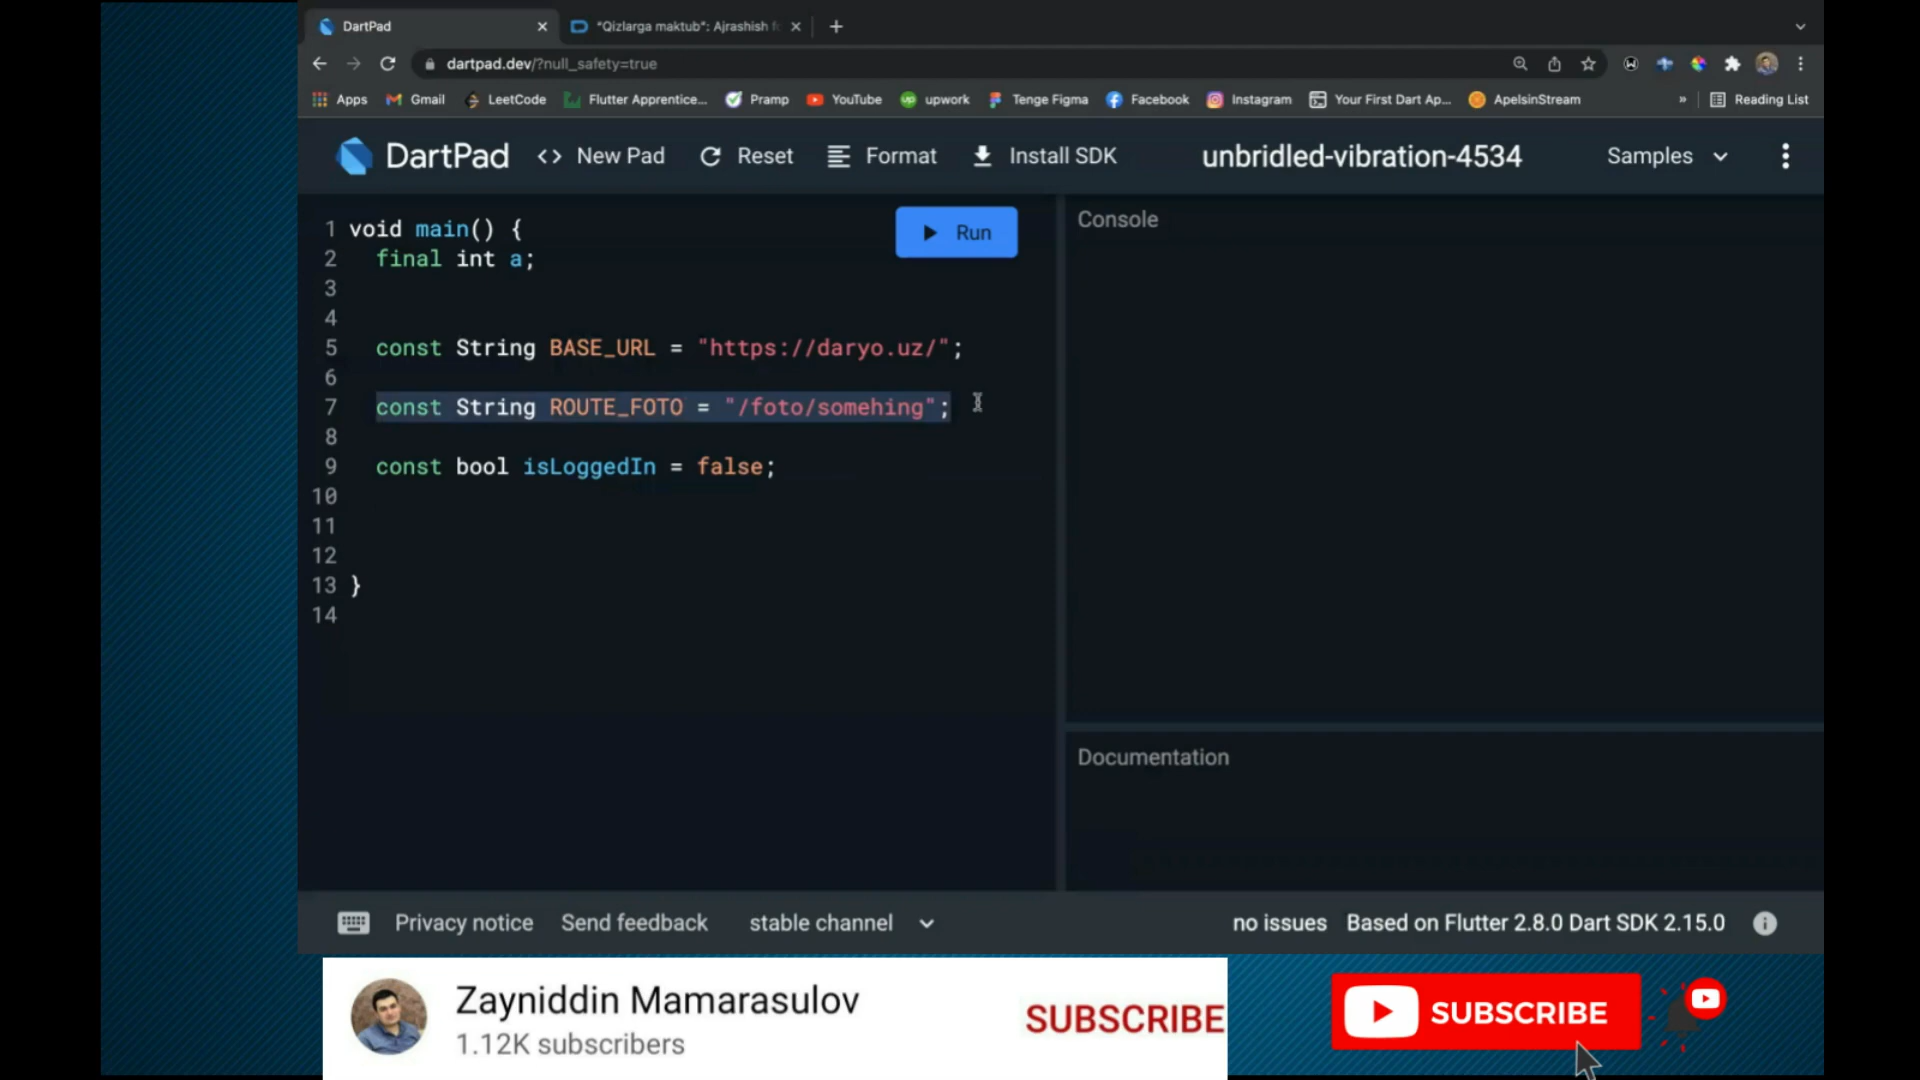 DartPad
"Qizlarga maktub": Ajrashish fo
dartpad.dev/?null_safety=true
Apps Gmail LeetCode Flutter Apprentice... Pramp YouTube upwork Tenge Figma Facebook Instagram Your First Dart Ap... ApelsinStream » Reading List
DartPad <> New Pad Reset Format Install SDK unbridled-vibration-4534 Samples
Run
Console
1 void main() {
2 final int a;
3
4
5 const String BASE_URL = "https://daryo.uz/";
6
7 const String ROUTE_FOTO = "/foto/somehing";
8
9 const bool isLoggedIn = false;
10
11
12
13 }
14
Documentation
Privacy notice Send feedback stable channel no issues Based on Flutter 2.8.0 Dart SDK 2.15.0
Zayniddin Mamarasulov
1.12K subscribers
SUBSCRIBE
SUBSCRIBE